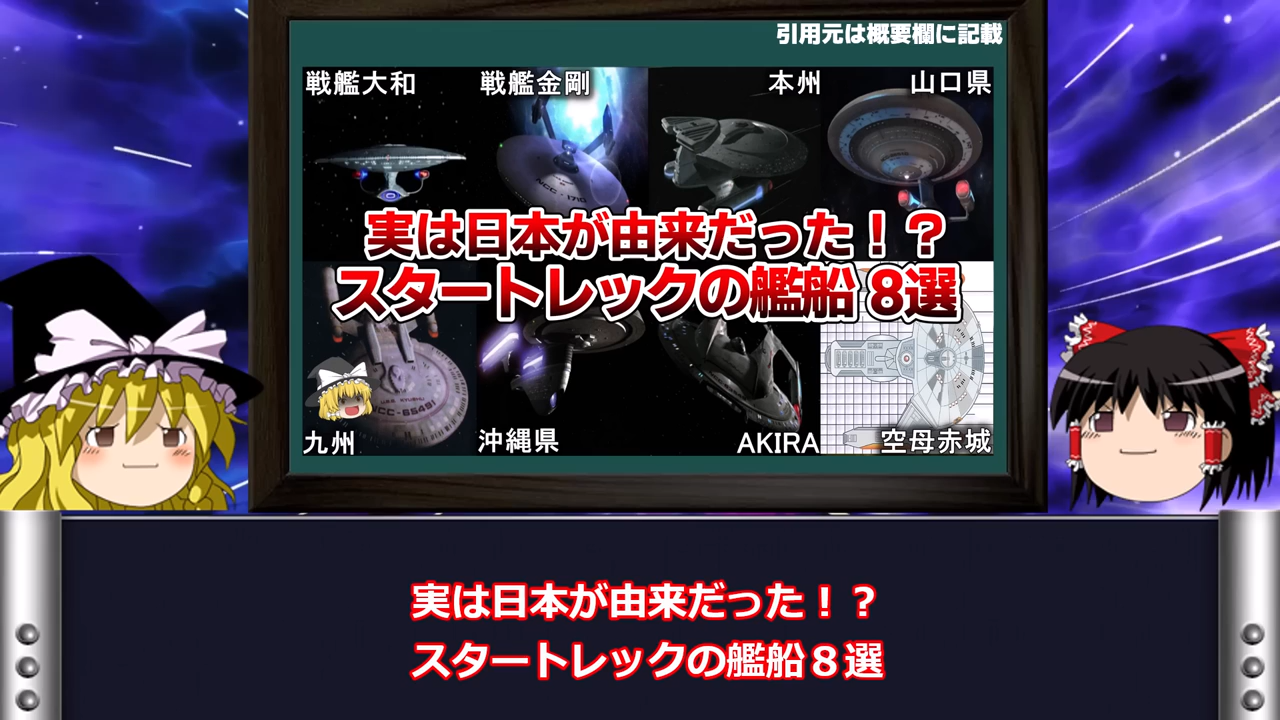 引用元は概要欄に記載
戦艦大和
戦艦金剛
本州
山口県
NCC-1710
実は日本が由来だった！？
スタートレックの艦船 8選
NCC-65491
九州
沖縄県
AKIRA
空母赤城
実は日本が由来だった！？
スタートレックの艦船８選